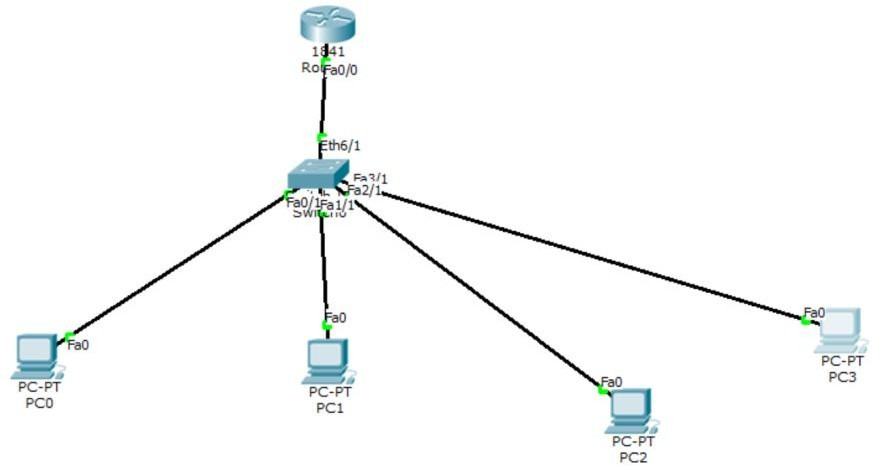 1841
Fa0/0
Eth6/1
Fa3/1
Fa2/1
Fa0/1
Fa1/1
Fa0
PC-PT
PC0
Fa0
PC-PT
PC1
Fa0
PC-PT
PC2
Fa0
PC-PT
PC3